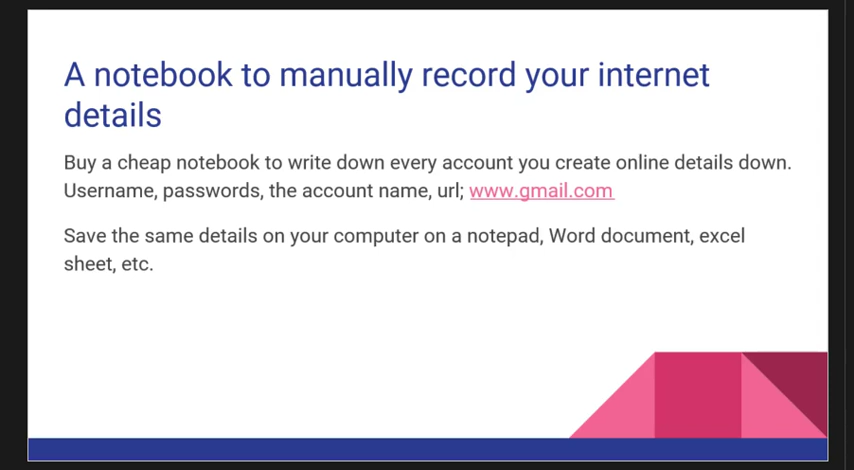 A notebook to manually record your internet
details
Buy a cheap notebook to write down every account you create online details down.
Username, passwords, the account name, url; www.gmail.com
Save the same details on your computer on a notepad, Word document, excel
sheet, etc.